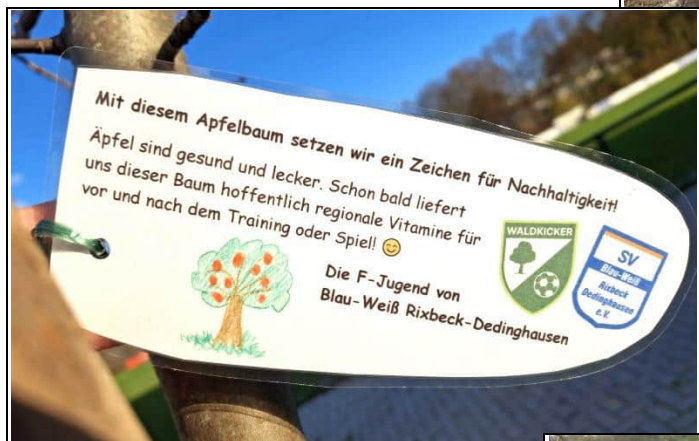 Mit diesem Apfelbaum setzen wir ein Zeichen für Nachhaltigkeit!
Äpfel sind gesund und lecker. Schon bald liefert
uns dieser Baum hoffentlich regionale Vitamine für
vor und nach dem Training oder Spiel! 😊
Die F-Jugend von
Blau-Weiß Rixbeck-Dedinghausen
WALDKICKER
SV
Blau-Weiß
Rixbeck
Dedinghausen
e.V.